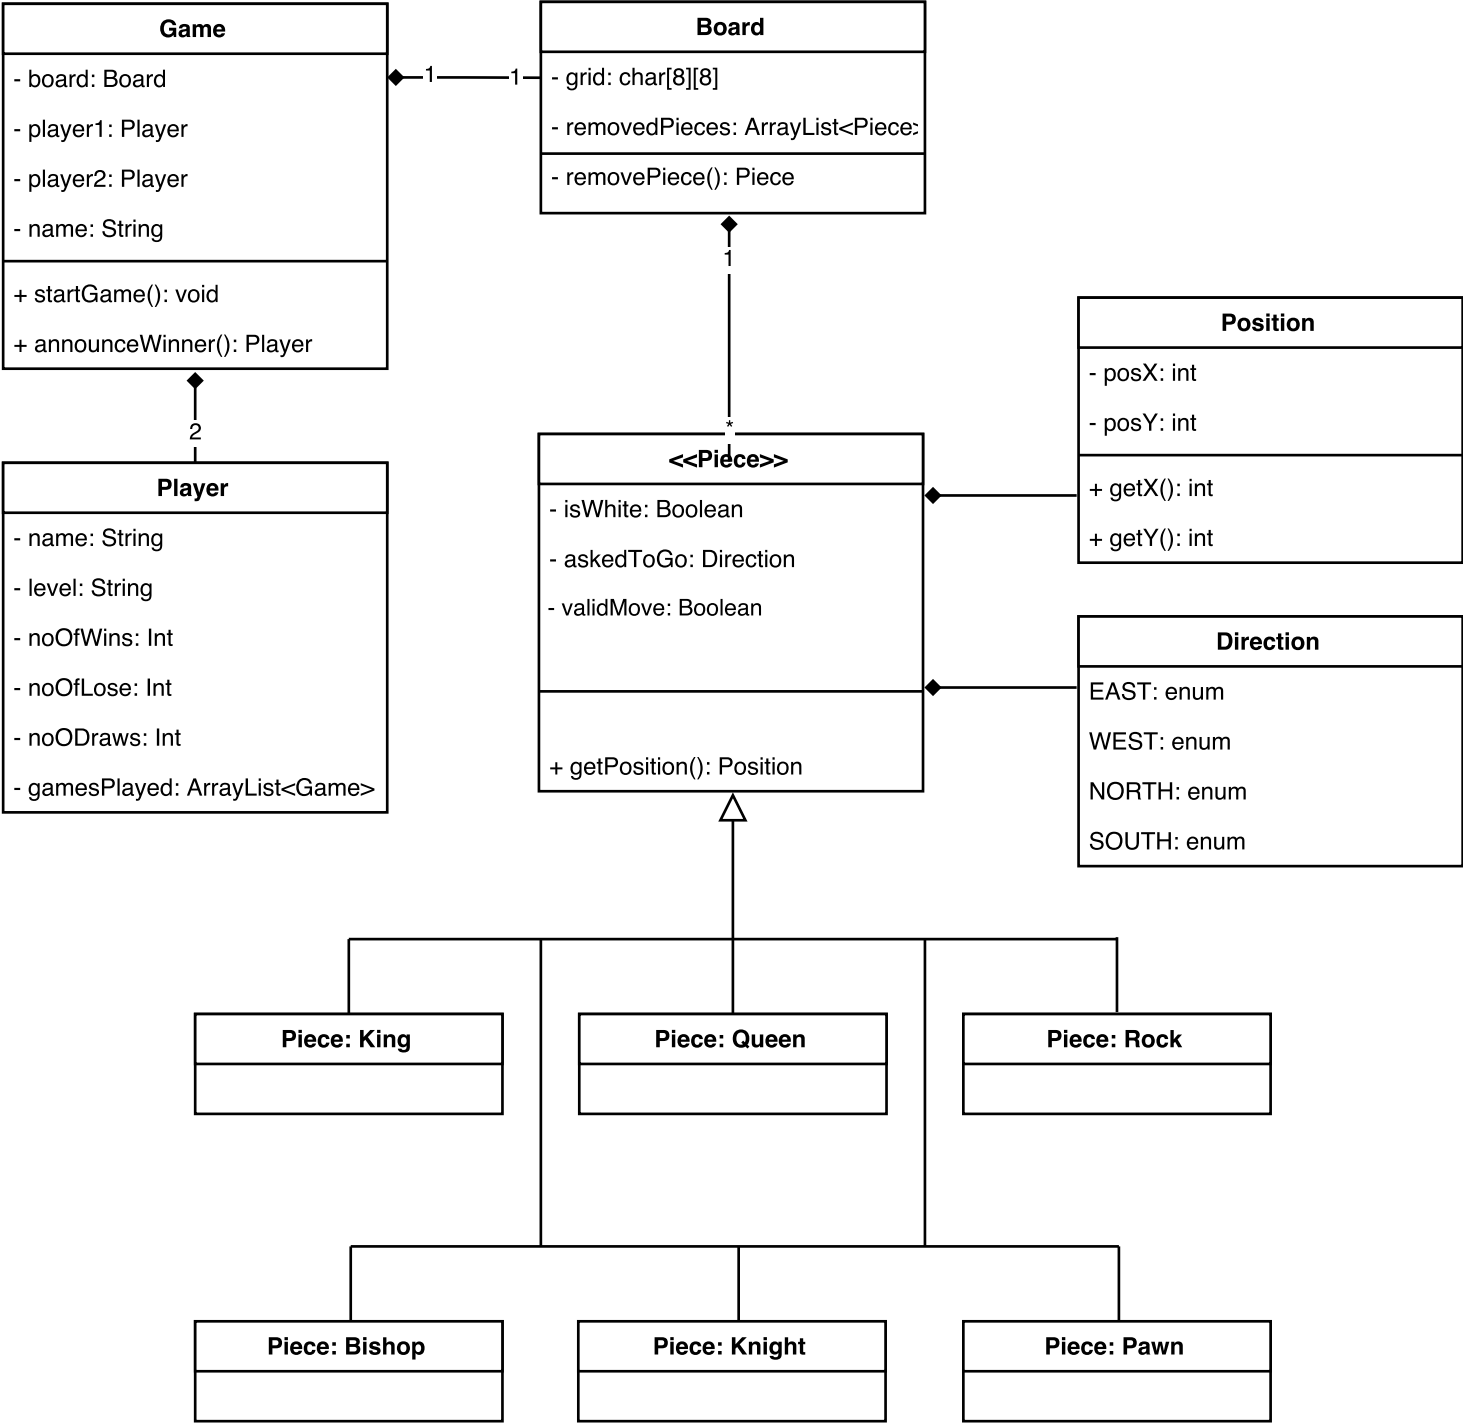 Game
- board: Board
- player1: Player
- player2: Player
- name: String
+ startGame(): void
+ announceWinner(): Player
1
1
Board
- grid: char[8][8]
- removedPieces: ArrayList<Piece>
- removePiece(): Piece
2
Player
- name: String
- level: String
- noOfWins: Int
- noOfLose: Int
- noODraws: Int
- gamesPlayed: ArrayList<Game>
1
*
<<Piece>>
- isWhite: Boolean
- askedToGo: Direction
- validMove: Boolean
+ getPosition(): Position
Position
- posX: int
- posY: int
+ getX(): int
+ getY(): int
Direction
EAST: enum
WEST: enum
NORTH: enum
SOUTH: enum
Piece: King
Piece: Queen
Piece: Rock
Piece: Bishop
Piece: Knight
Piece: Pawn